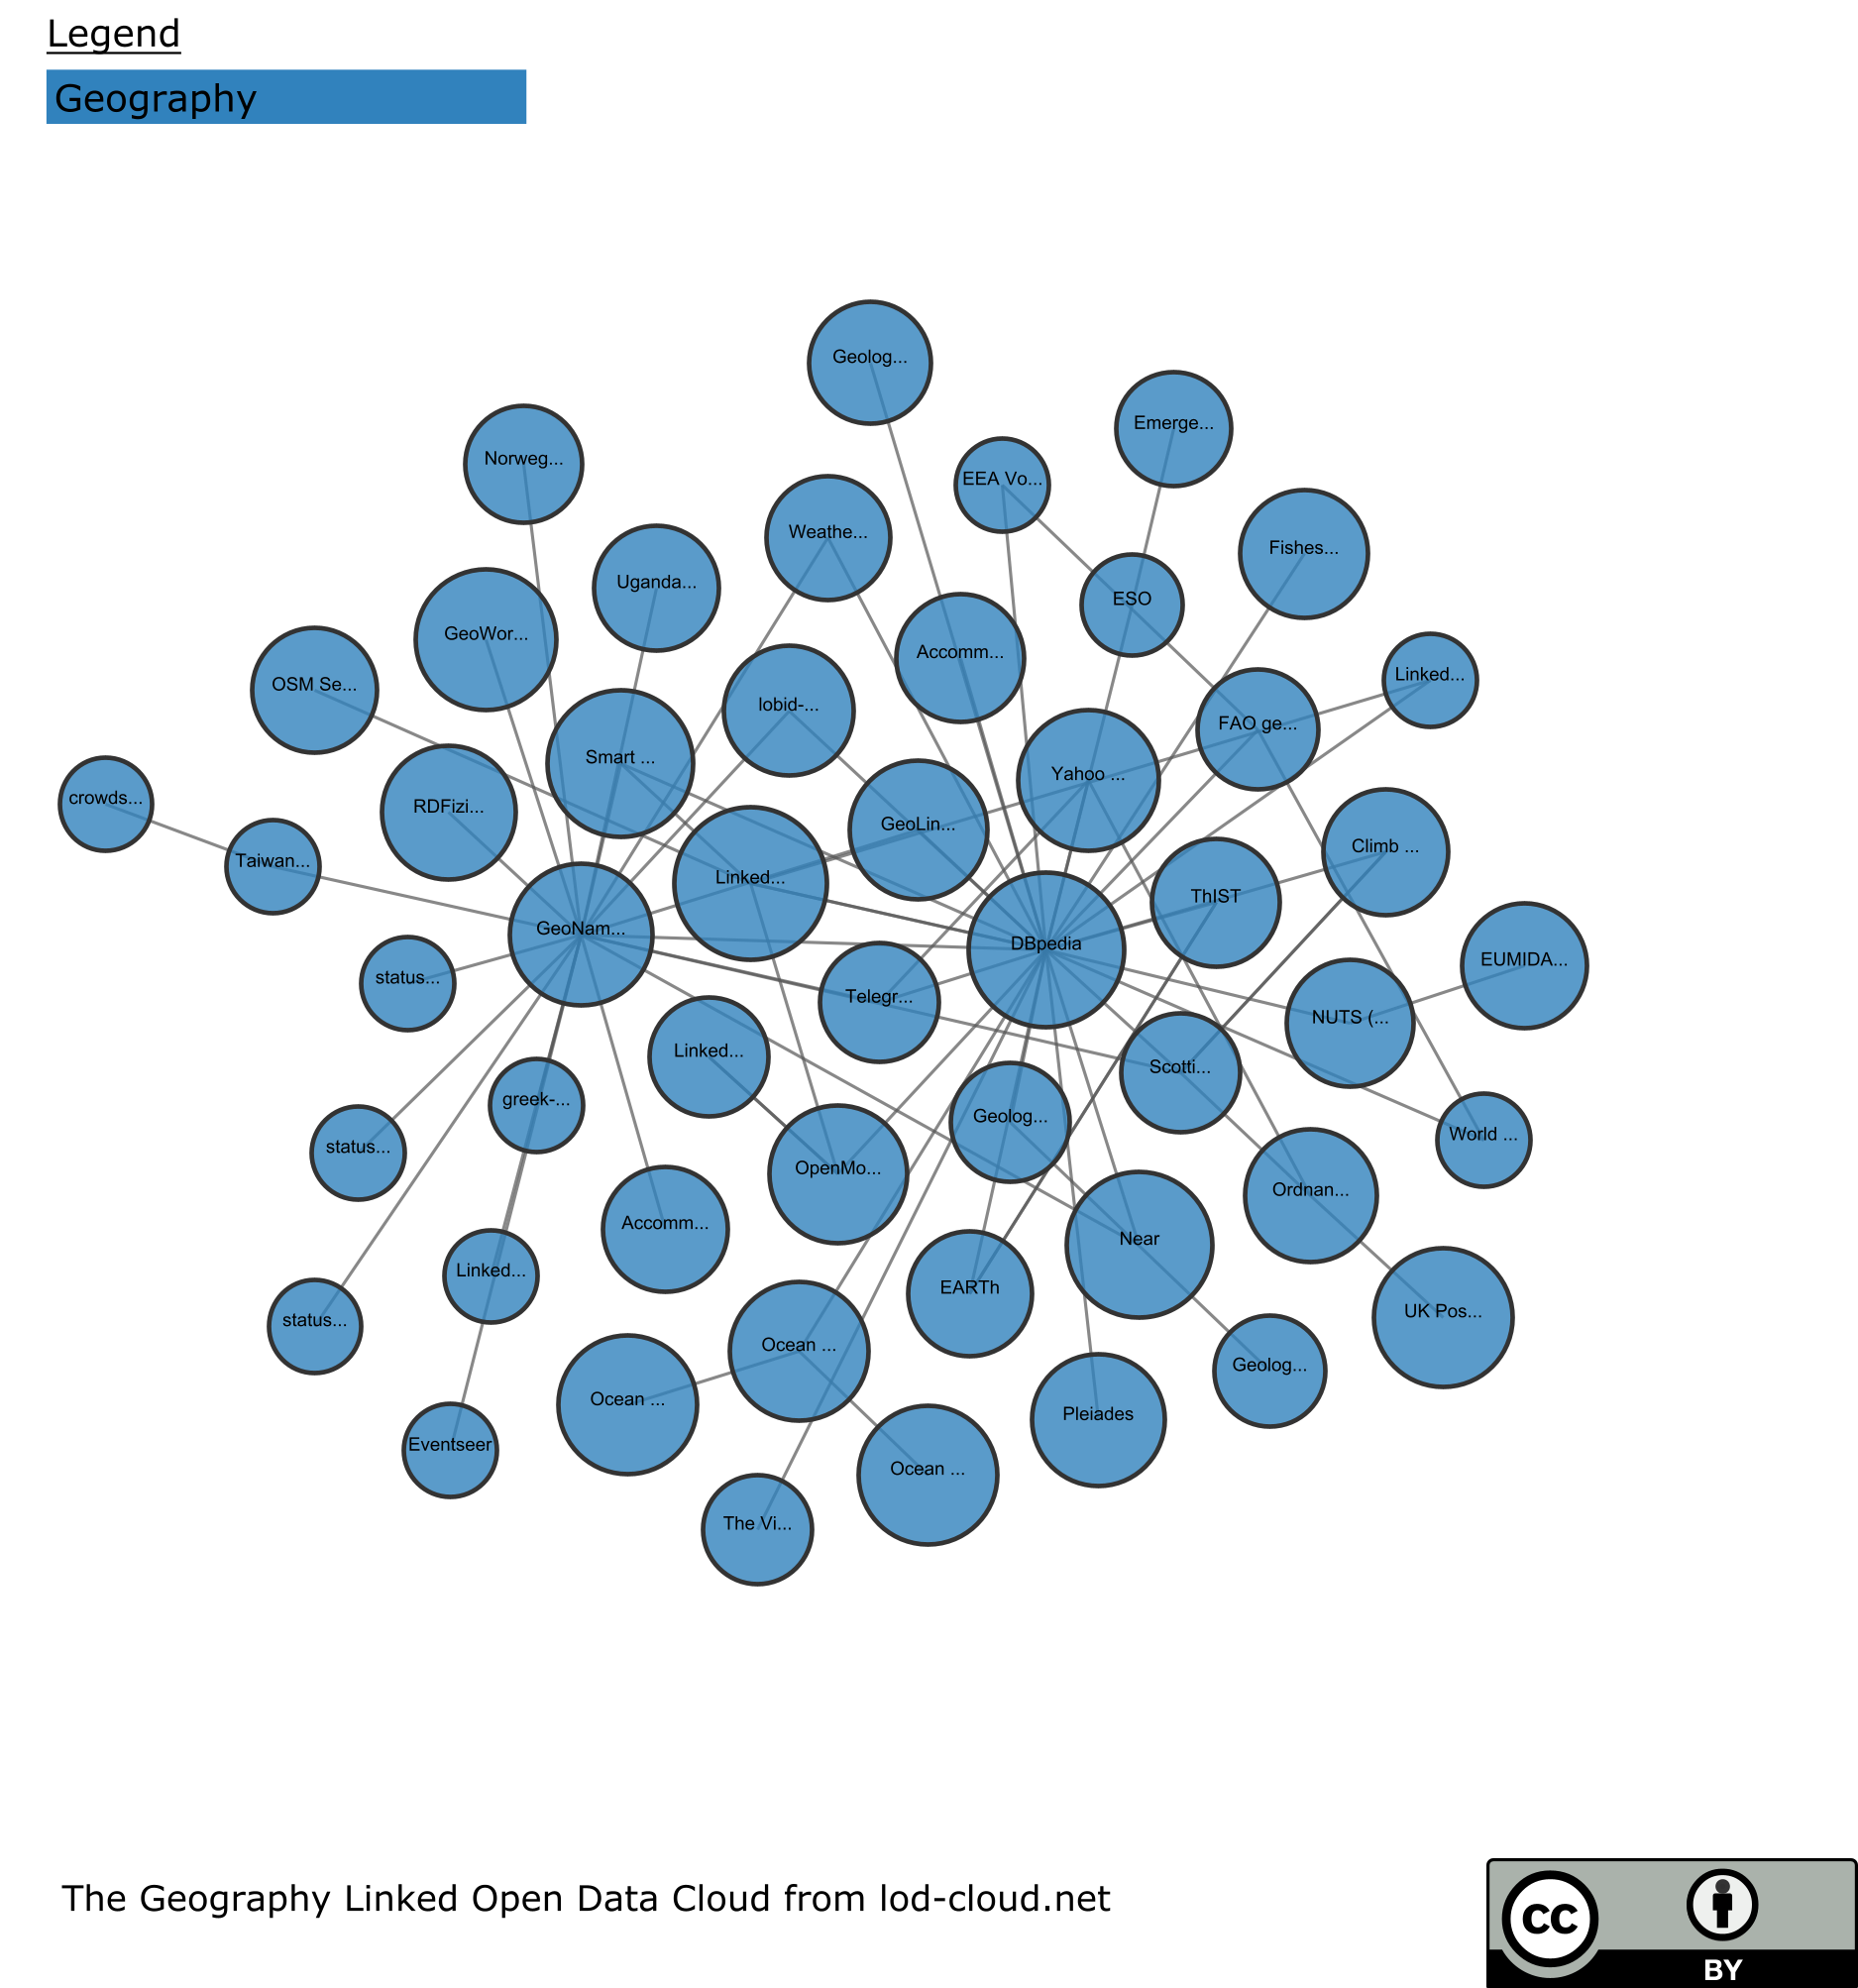 Legend
Geography
Geolog...
Emerge...
Norweg...
EEA Vo...
Weathe...
Fishes...
Uganda...
ESO
GeoWor...
Accomm...
Linked...
OSM Se...
lobid-...
FAO ge...
Smart ...
Yahoo ...
crowds...
RDFizi...
GeoLin...
Climb ...
Taiwan...
Linked...
ThIST
GeoNam...
DBpedia
EUMIDA...
status...
Telegr...
NUTS (...
Linked...
Scotti...
greek-...
Geolog...
World ...
status...
OpenMo...
Ordnan...
Accomm...
Near
Linked...
EARTh
UK Pos...
status...
Ocean ...
Geolog...
Ocean ...
Pleiades
Eventseer
Ocean ...
The Vi...
The Geography Linked Open Data Cloud from lod-cloud.net
cc
BY